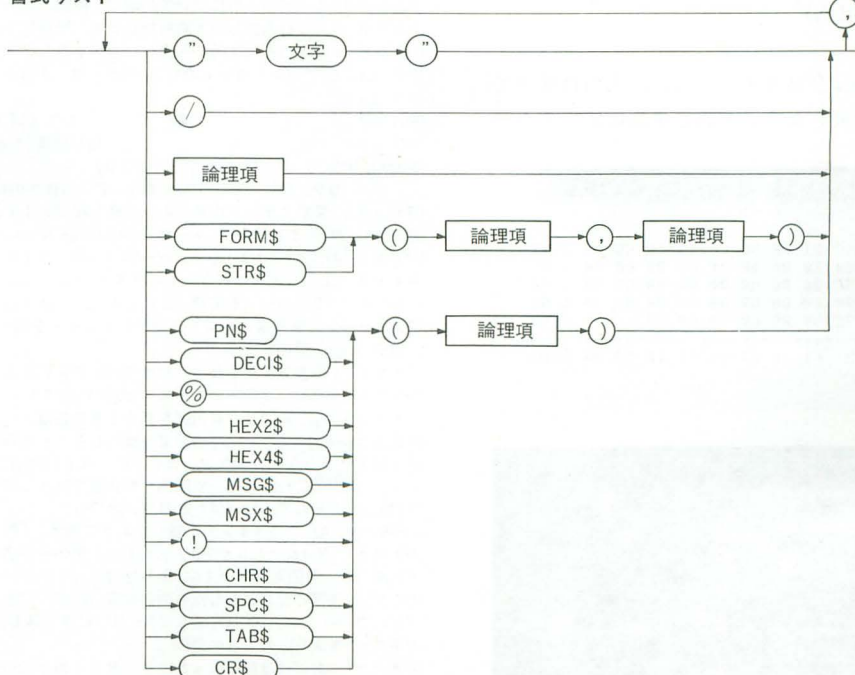 書式リスト
,
" 文字 "
/
論理項
FORM$ ( 論理項 , 論理項 )
STR$
PN$ ( 論理項 )
DECI$
%
HEX2$
HEX4$
MSG$
MSX$
!
CHR$
SPC$
TAB$
CR$